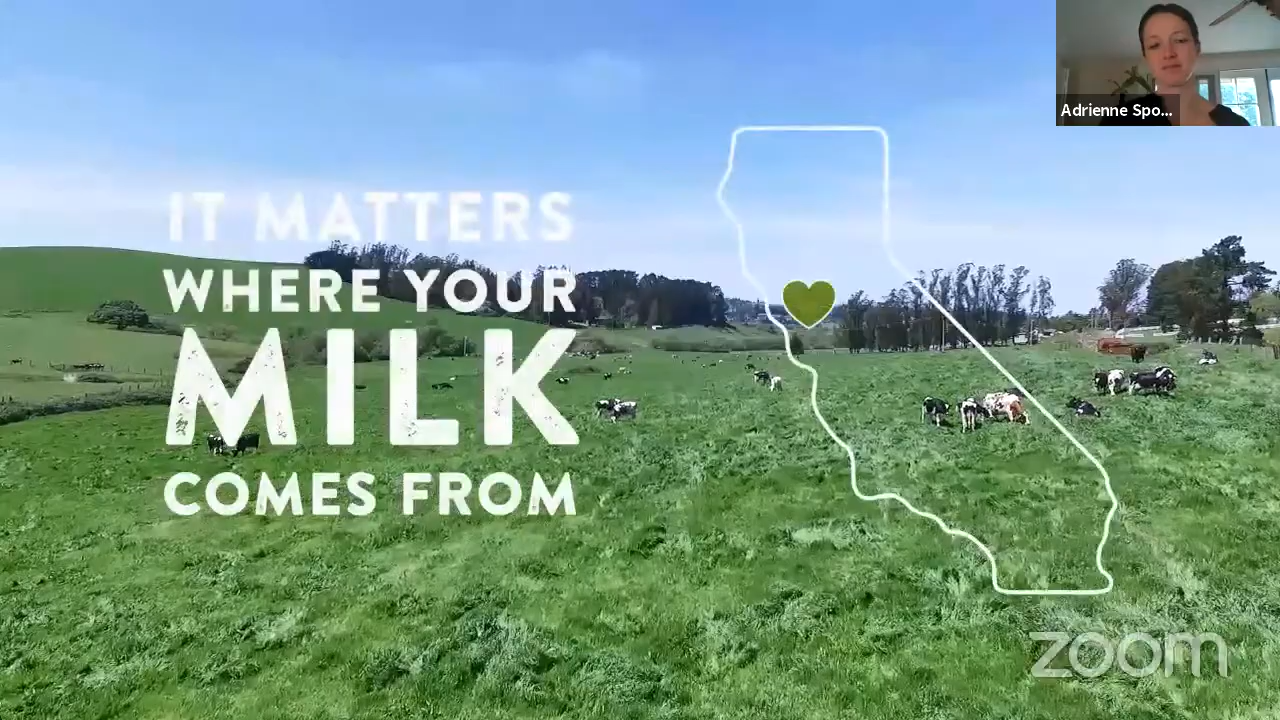 IT MATTERS
WHERE YOUR
MILK
COMES FROM
Adrienne Spo...
zoom